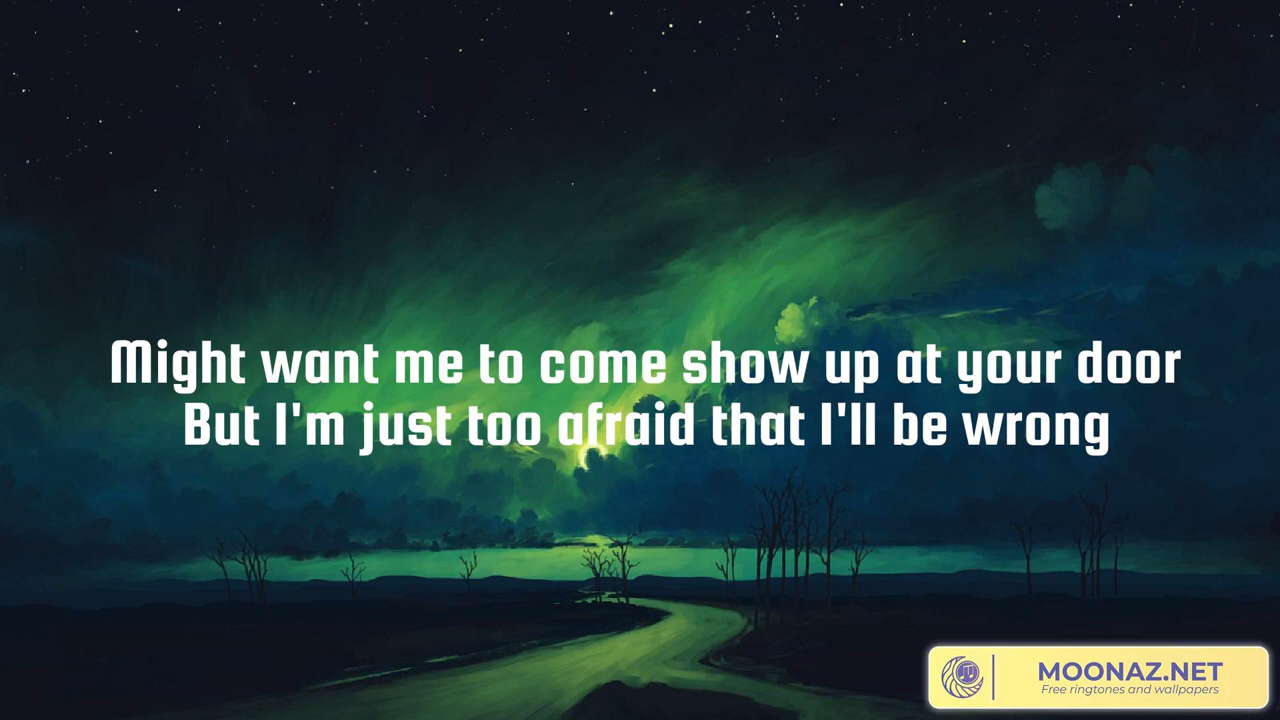 Might want me to come show up at your door
But I'm just too afraid that I'll be wrong
MOONAZ.NET
Free ringtones and wallpapers